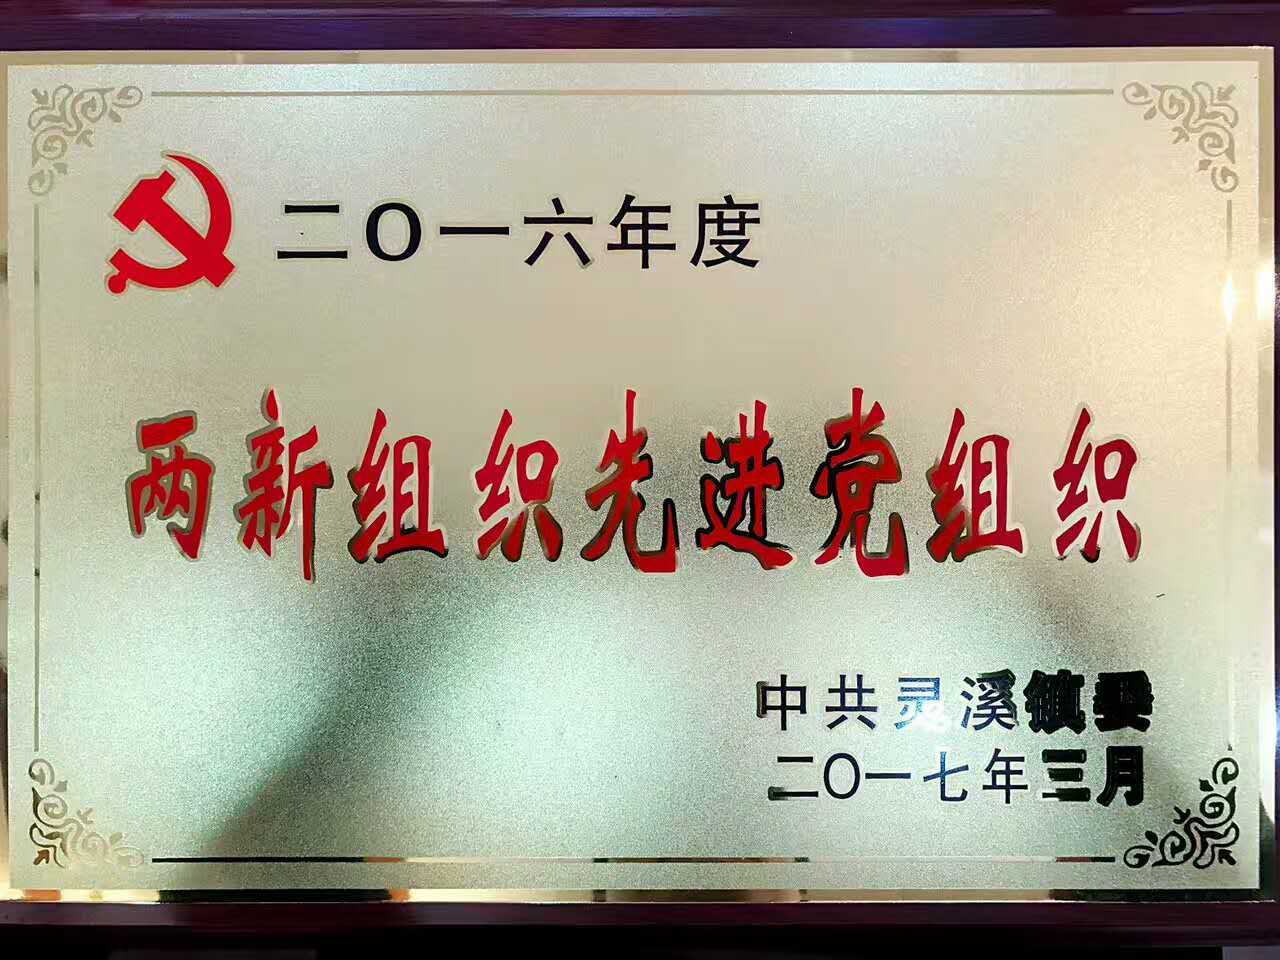 二〇一六年度
两新组织先进党组织
中共灵溪镇委
二〇一七年三月